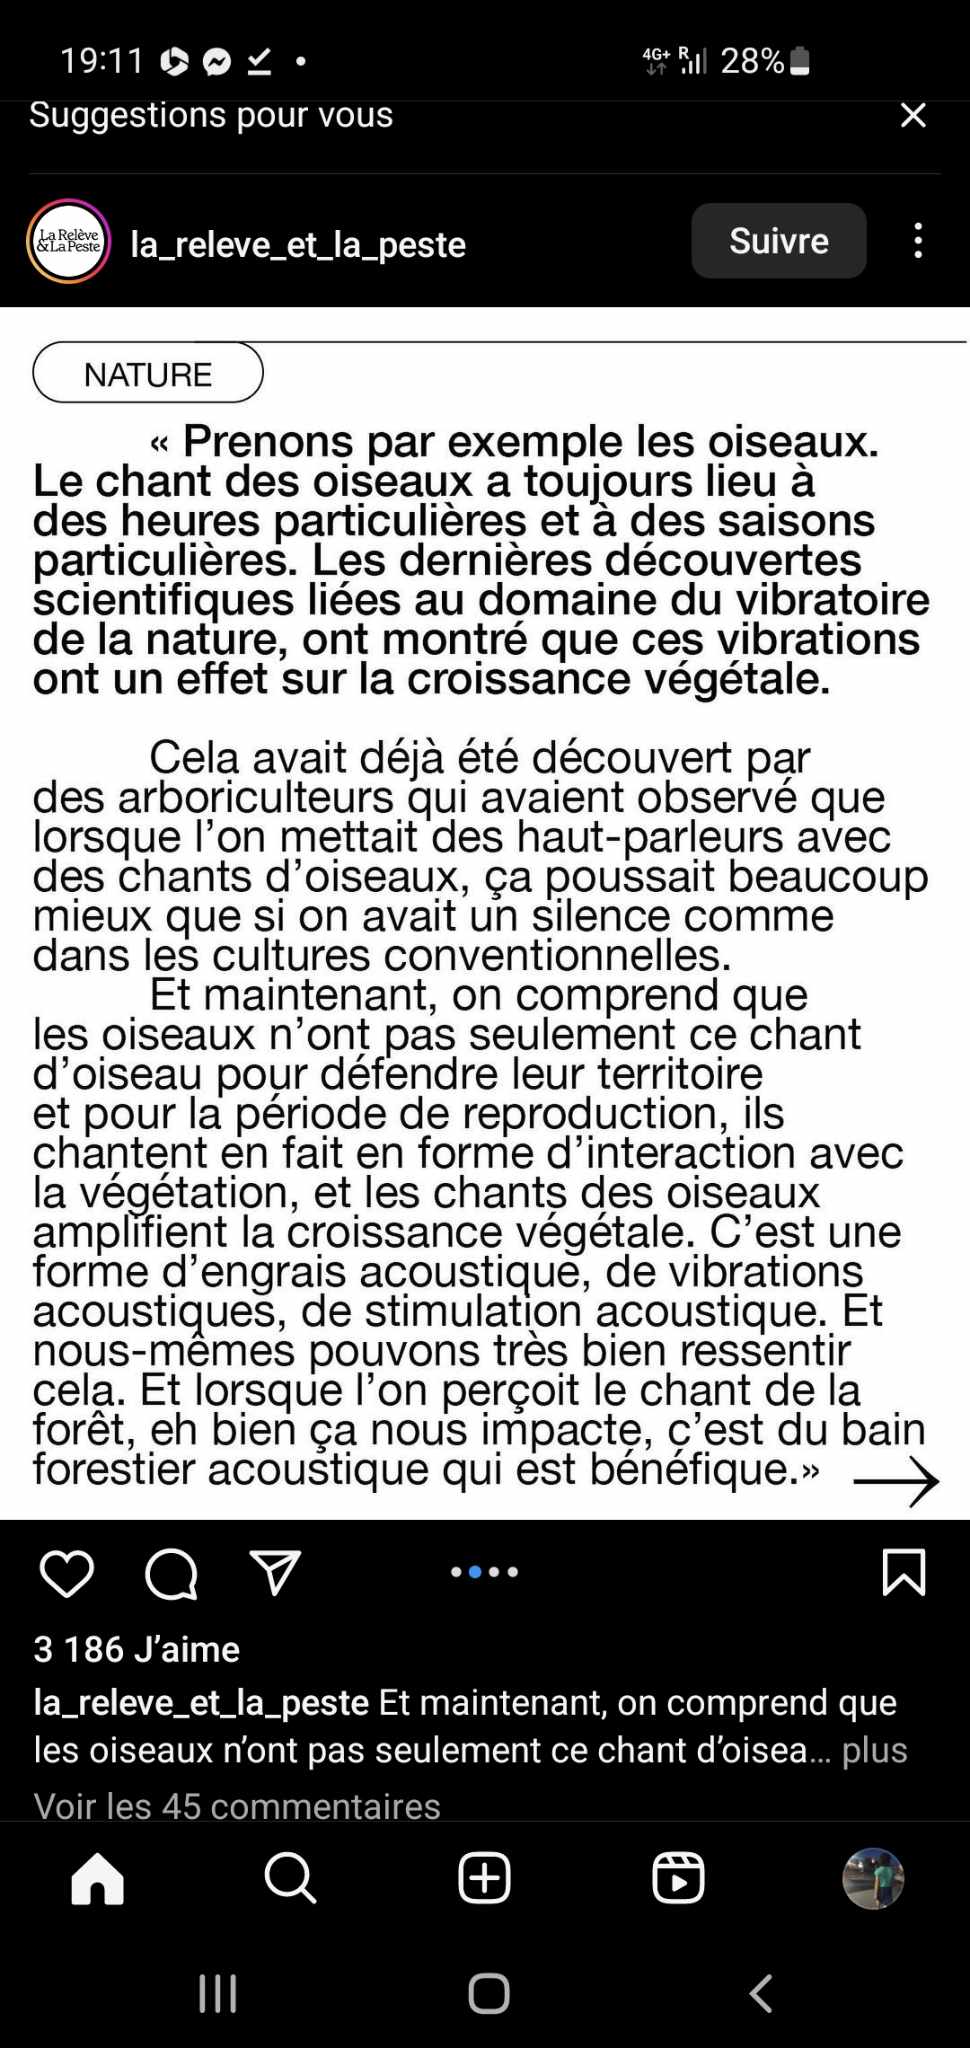 19:11
4G+ R 28%
Suggestions pour vous
La Relève
&LaPeste
la_releve_et_la_peste
Suivre
NATURE
« Prenons par exemple les oiseaux.
Le chant des oiseaux a toujours lieu à
des heures particulières et à des saisons
particulières. Les dernières découvertes
scientifiques liées au domaine du vibratoire
de la nature, ont montré que ces vibrations
ont un effet sur la croissance végétale.
Cela avait déjà été découvert par
des arboriculteurs qui avaient observé que
lorsque l’on mettait des haut-parleurs avec
des chants d’oiseaux, ça poussait beaucoup
mieux que si on avait un silence comme
dans les cultures conventionnelles.
Et maintenant, on comprend que
les oiseaux n’ont pas seulement ce chant
d’oiseau pour défendre leur territoire
et pour la période de reproduction, ils
chantent en fait en forme d’interaction avec
la végétation, et les chants des oiseaux
amplifient la croissance végétale. C’est une
forme d’engrais acoustique, de vibrations
acoustiques, de stimulation acoustique. Et
nous-mêmes pouvons très bien ressentir
cela. Et lorsque l’on perçoit le chant de la
forêt, eh bien ça nous impacte, c’est du bain
forestier acoustique qui est bénéfique.»
3 186 J’aime
la_releve_et_la_peste Et maintenant, on comprend que
les oiseaux n’ont pas seulement ce chant d’oisea... plus
Voir les 45 commentaires